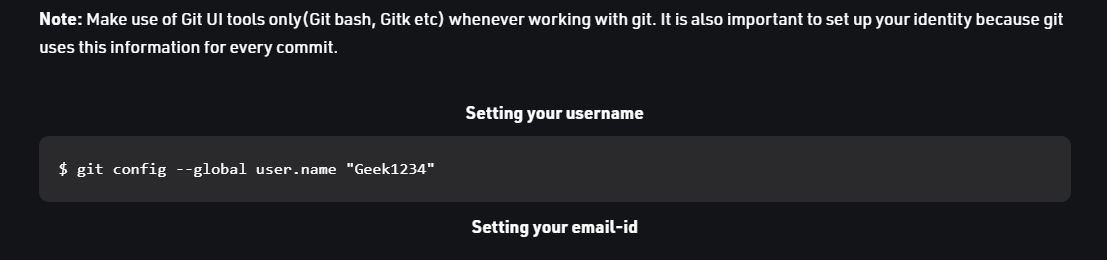 Note: Make use of Git UI tools only(Git bash, Gitk etc) whenever working with git. It is also important to set up your identity because git
uses this information for every commit.
Setting your username
$ git config --global user.name "Geek1234"
Setting your email-id